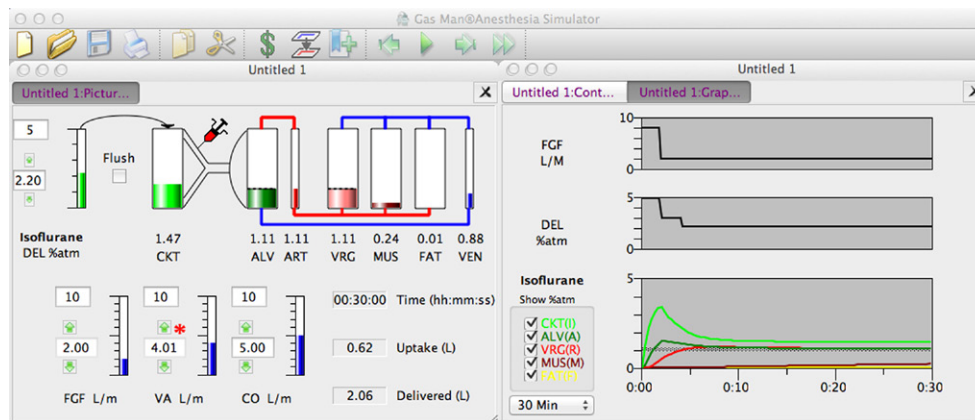 Gas Man®Anesthesia Simulator
Untitled 1
Untitled 1:Pictur...
5
2.20
Flush
Isoflurane
DEL %atm
1.47 1.11 1.11 1.11 0.24 0.01 0.88
CKT ALV ART VRG MUS FAT VEN
10 10 10
00:30:00 Time (hh:mm:ss)
*
2.00 4.01 5.00
0.62 Uptake (L)
2.06 Delivered (L)
FGF L/m VA L/m CO L/m
Untitled 1
Untitled 1:Cont... Untitled 1:Grap...
10
FGF
L/M
0
5
DEL
%atm
0
Isoflurane
Show %atm
5
CKT(I)
ALV(A)
VRG(R)
MUS(M)
FAT(F)
0
0:00 0:10 0:20 0:30
30 Min